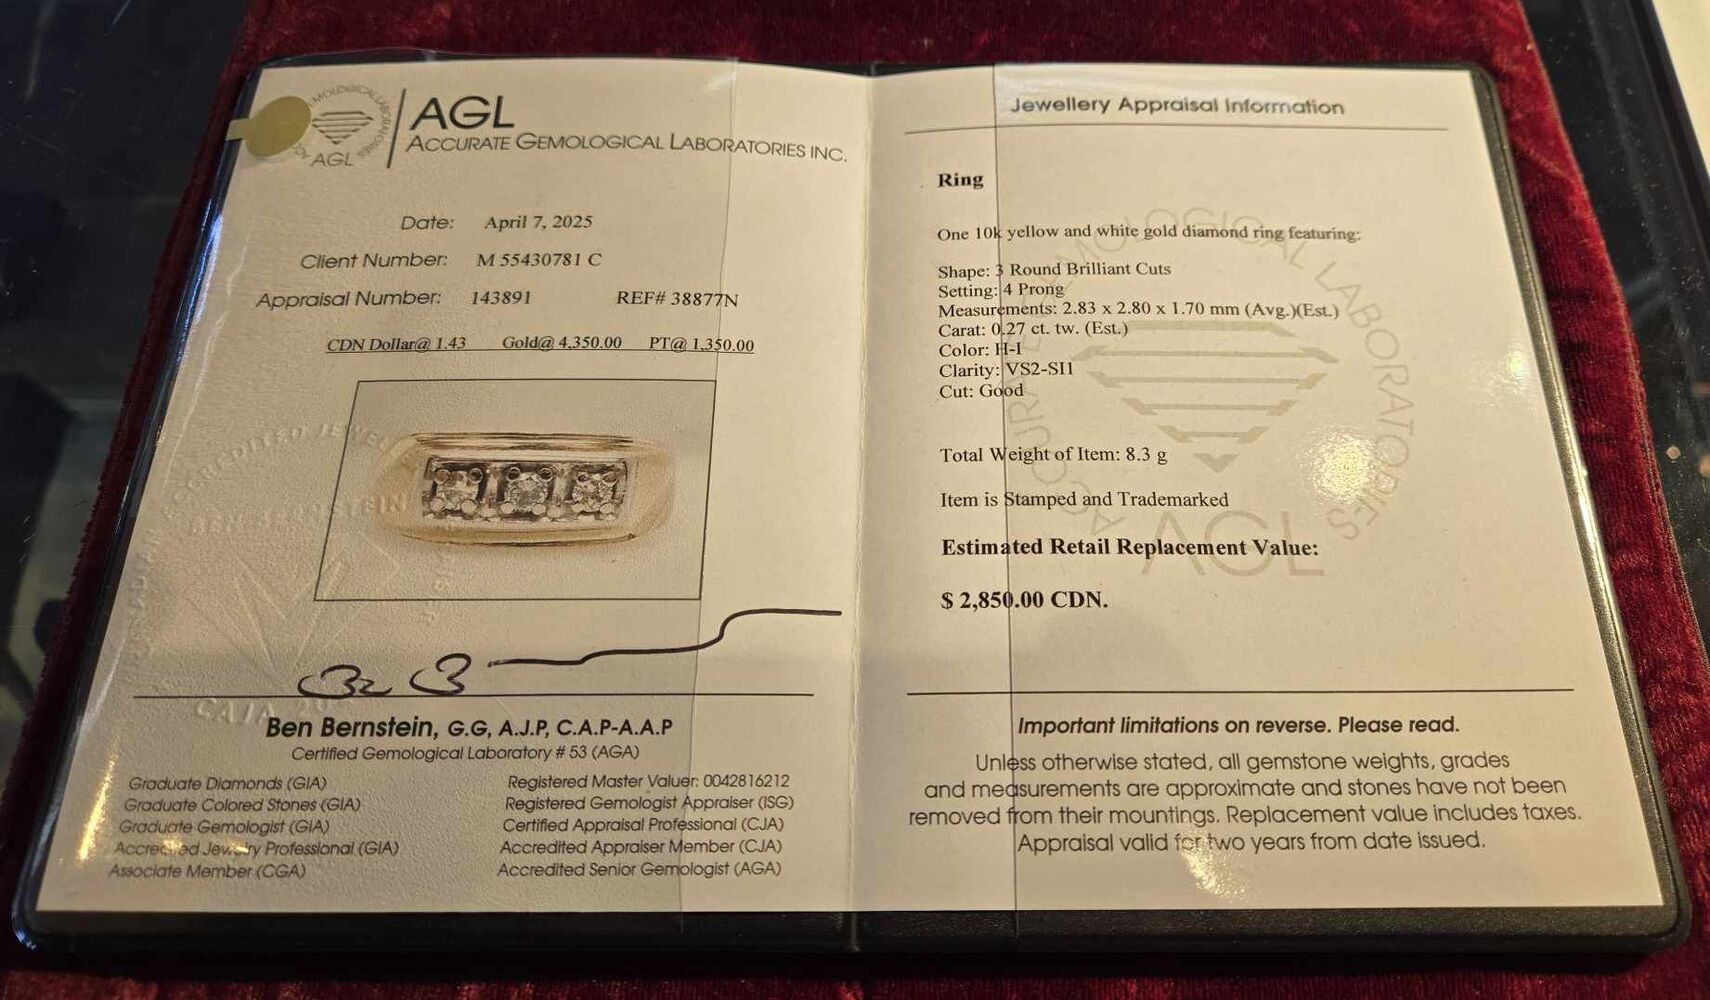 AGL
AGL
ACCURATE GEMOLOGICAL LABORATORIES INC.
Date: April 7, 2025
Client Number: M 55430781 C
Appraisal Number: 143891 REF# 38877N
CDN Dollar@ 1.43 Gold@ 4,350.00 PT@ 1,350.00
Ben Bernstein, G.G, A.J.P, C.A.P-A.A.P
Certified Gemological Laboratory # 53 (AGA)
Graduate Diamonds (GIA) Registered Master Valuer: 0042816212
Graduate Colored Stones (GIA) Registered Gemologist Appraiser (ISG)
Graduate Gemologist (GIA) Certified Appraisal Professional (CJA)
Accredited Jewelry Professional (GIA) Accredited Appraiser Member (CJA)
Associate Member (CGA) Accredited Senior Gemologist (AGA)
Jewellery Appraisal Information
Ring
One 10k yellow and white gold diamond ring featuring:
Shape: 3 Round Brilliant Cuts
Setting: 4 Prong
Measurements: 2.83 x 2.80 x 1.70 mm (Avg.)(Est.)
Carat: 0.27 ct. tw. (Est.)
Color: H-I
Clarity: VS2-SI1
Cut: Good
Total Weight of Item: 8.3 g
Item is Stamped and Trademarked
Estimated Retail Replacement Value:
$ 2,850.00 CDN.
AGL
Important limitations on reverse. Please read.
Unless otherwise stated, all gemstone weights, grades
and measurements are approximate and stones have not been
removed from their mountings. Replacement value includes taxes.
Appraisal valid for two years from date issued.